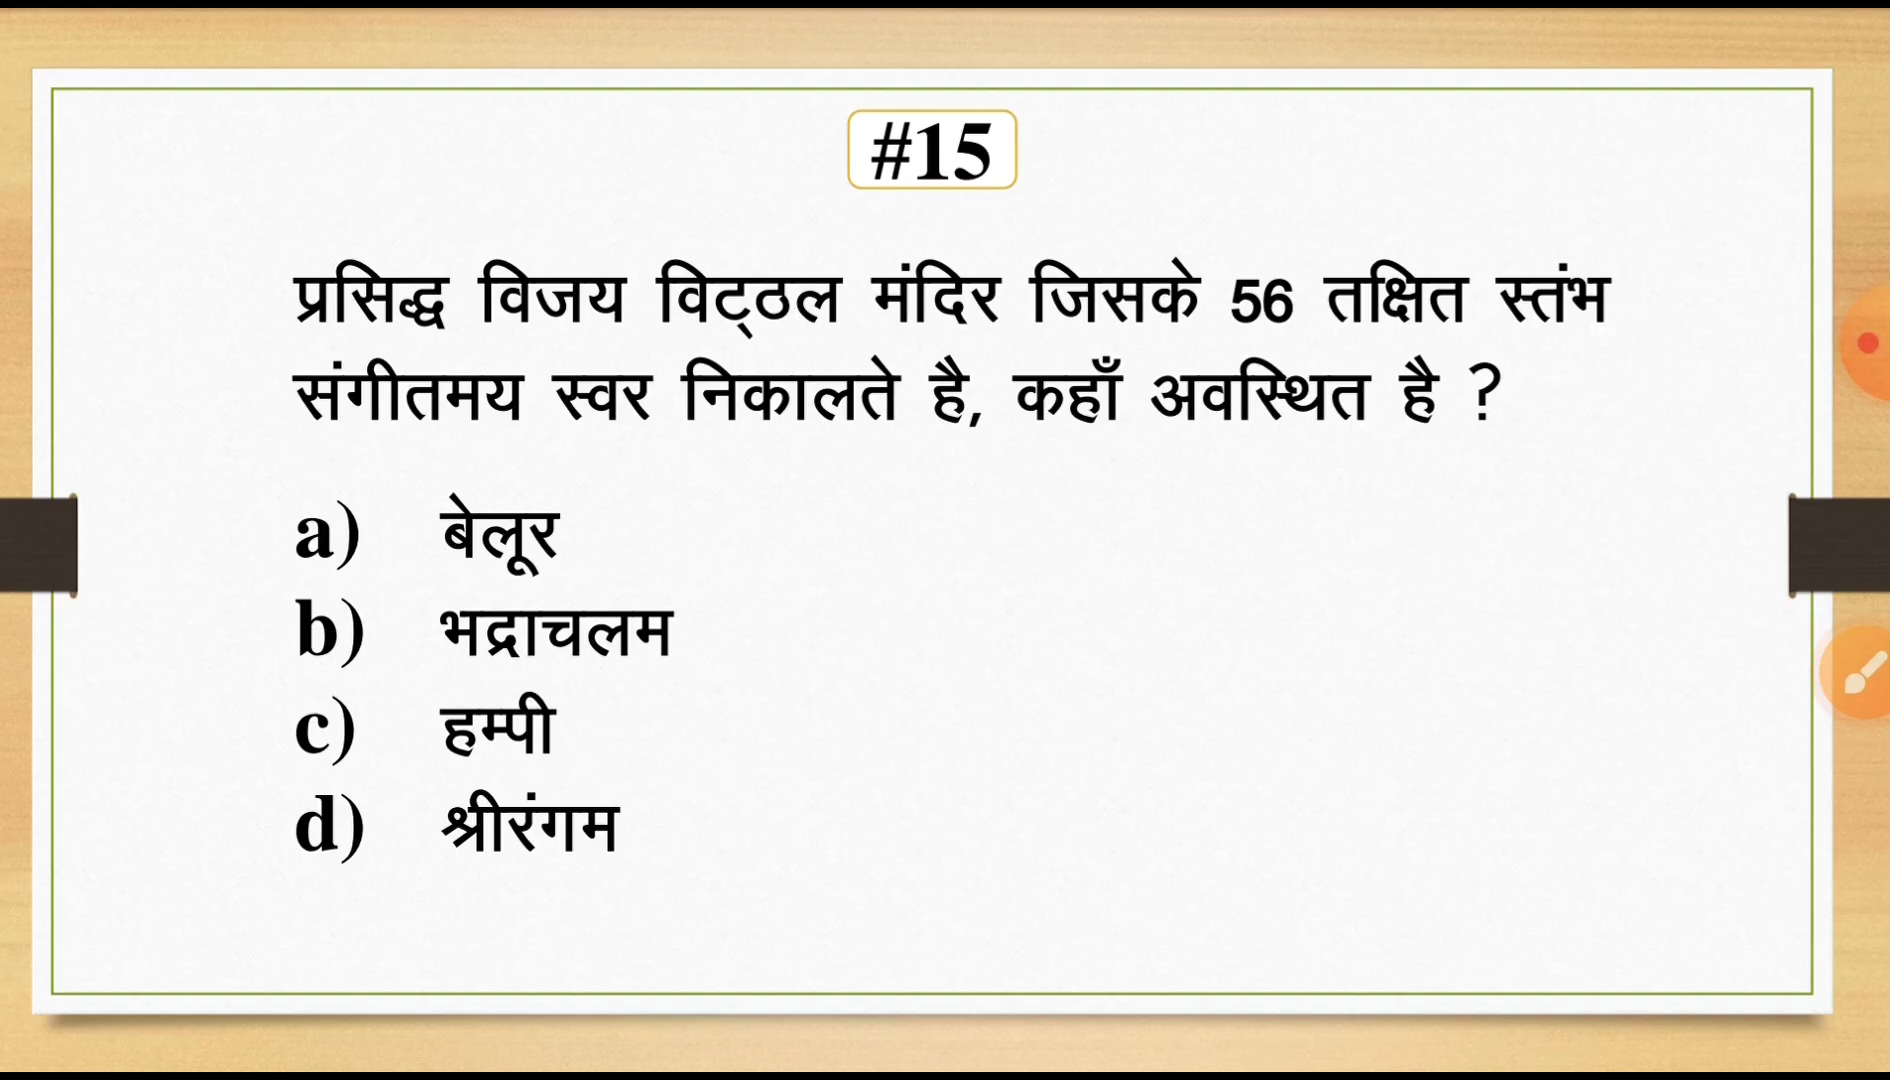 #15
प्रसिद्ध विजय विट्ठल मंदिर जिसके 56 तक्षित स्तंभ
संगीतमय स्वर निकालते है, कहाँ अवस्थित है ?
a) बेलूर
b) भद्राचलम
c) हम्पी
d) श्रीरंगम